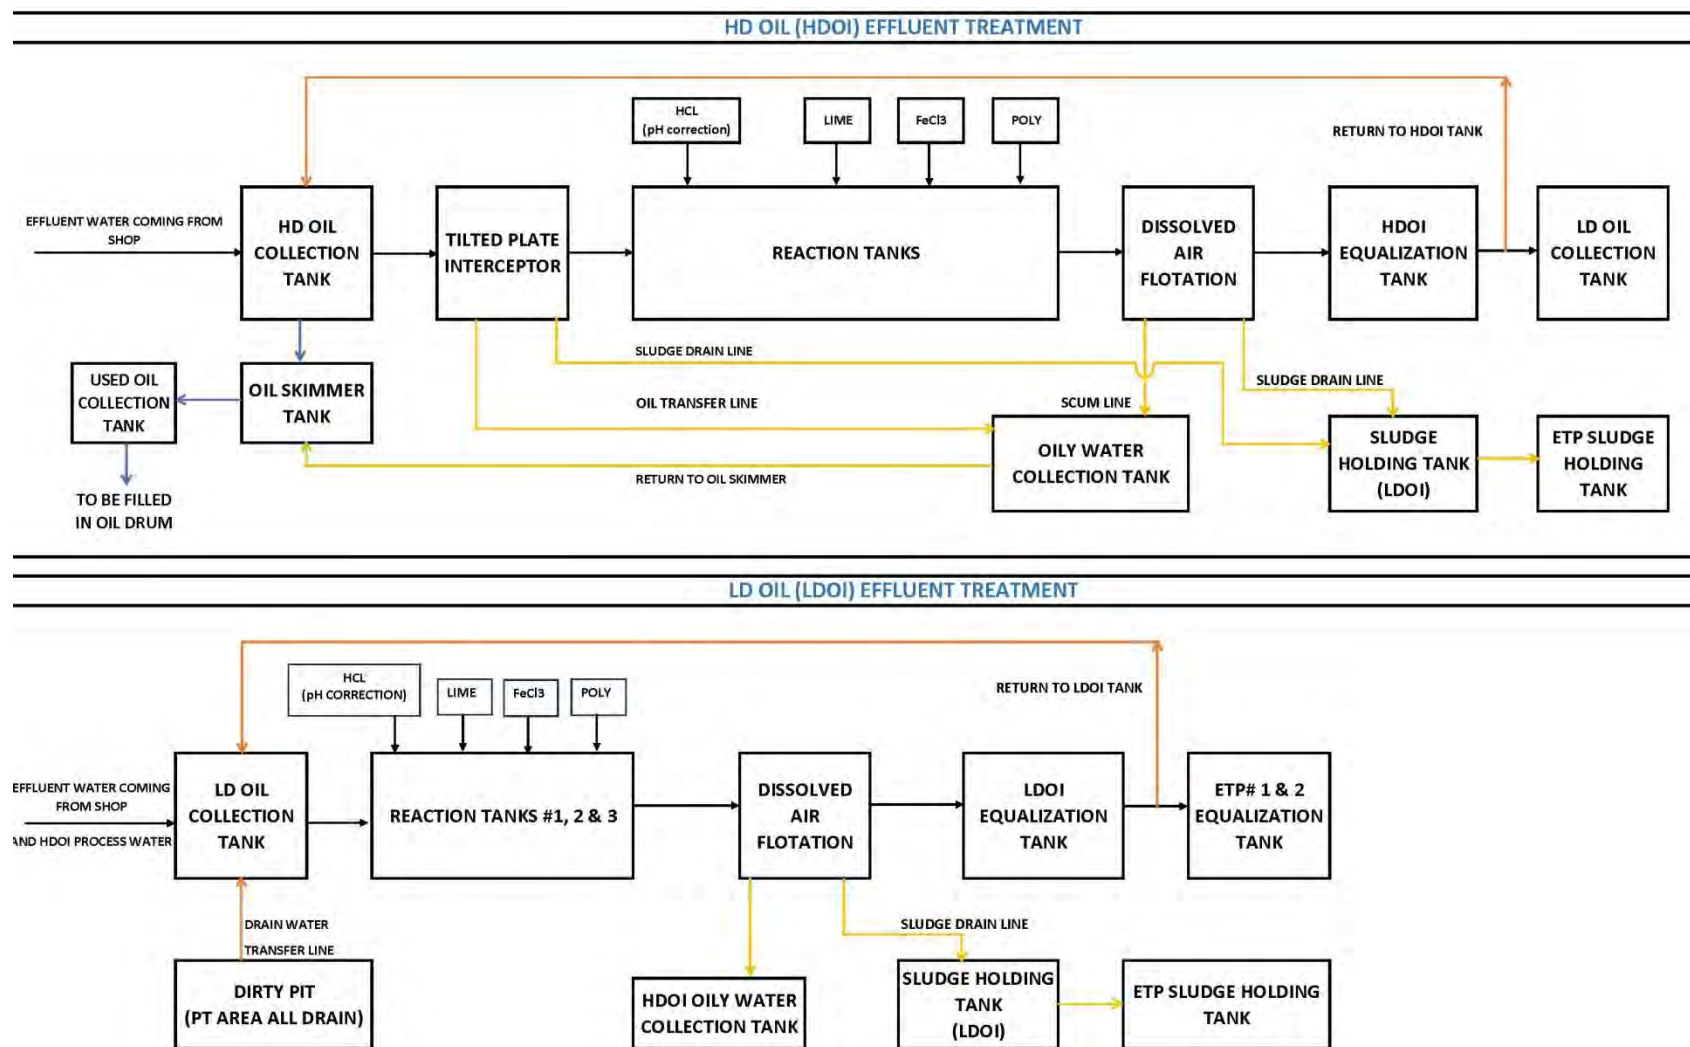 HD OIL (HDOI) EFFLUENT TREATMENT
HCL
(pH correction)
LIME
FeCl3
POLY
RETURN TO HDOI TANK
EFFLUENT WATER COMING FROM
SHOP
HD OIL
COLLECTION
TANK
TILTED PLATE
INTERCEPTOR
REACTION TANKS
DISSOLVED
AIR
FLOTATION
HDOI
EQUALIZATION
TANK
LD OIL
COLLECTION
TANK
SLUDGE DRAIN LINE
USED OIL
COLLECTION
TANK
OIL SKIMMER
TANK
OIL TRANSFER LINE
SCUM LINE
SLUDGE DRAIN LINE
OILY WATER
COLLECTION TANK
SLUDGE
HOLDING TANK
(LDOI)
ETP SLUDGE
HOLDING
TANK
RETURN TO OIL SKIMMER
TO BE FILLED
IN OIL DRUM
LD OIL (LDOI) EFFLUENT TREATMENT
HCL
(pH CORRECTION)
LIME
FeCl3
POLY
RETURN TO LDOI TANK
EFFLUENT WATER COMING
FROM SHOP
AND HDOI PROCESS WATER
LD OIL
COLLECTION
TANK
REACTION TANKS #1, 2 & 3
DISSOLVED
AIR
FLOTATION
LDOI
EQUALIZATION
TANK
ETP# 1 & 2
EQUALIZATION
TANK
DRAIN WATER
TRANSFER LINE
SLUDGE DRAIN LINE
DIRTY PIT
(PT AREA ALL DRAIN)
HDOI OILY WATER
COLLECTION TANK
SLUDGE HOLDING
TANK
(LDOI)
ETP SLUDGE HOLDING
TANK